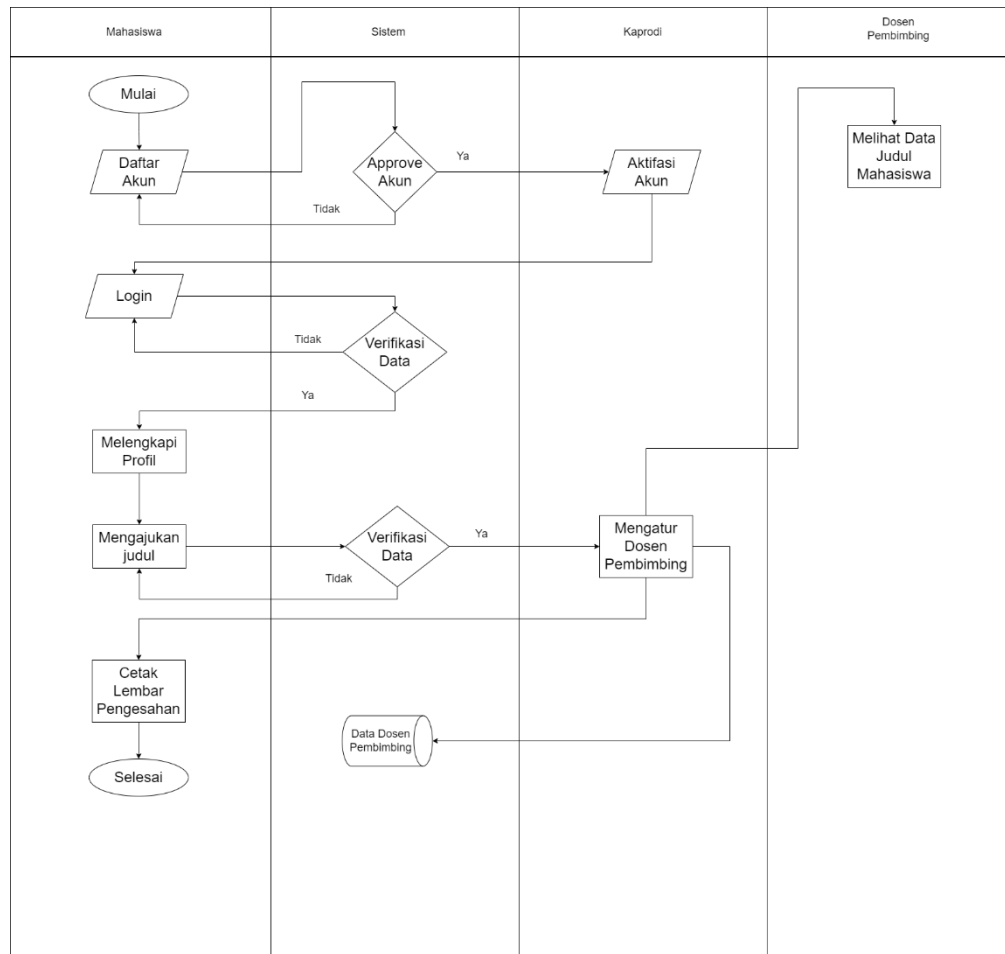 Mahasiswa
Sistem
Kaprodi
Dosen
Pembimbing
Mulai
Daftar
Akun
Approve
Akun
Ya
Aktifasi
Akun
Melihat Data
Judul
Mahasiswa
Tidak
Login
Verifikasi
Data
Tidak
Ya
Melengkapi
Profil
Mengajukan
judul
Verifikasi
Data
Ya
Mengatur
Dosen
Pembimbing
Tidak
Cetak
Lembar
Pengesahan
Data Dosen
Pembimbing
Selesai